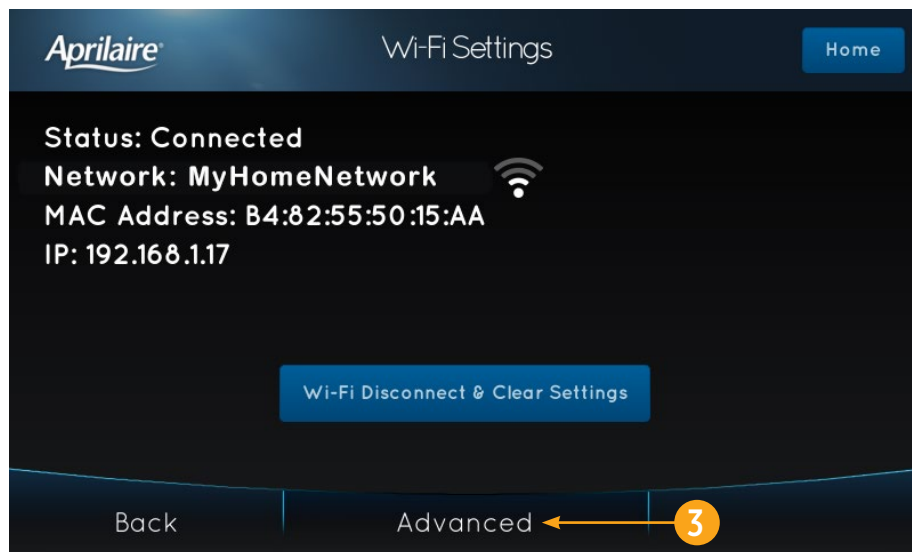 Aprilaire®
Wi-Fi Settings
Home
Status: Connected
Network: MyHomeNetwork
MAC Address: B4:82:55:50:15:AA
IP: 192.168.1.17
Wi-Fi Disconnect & Clear Settings
Back
Advanced
3